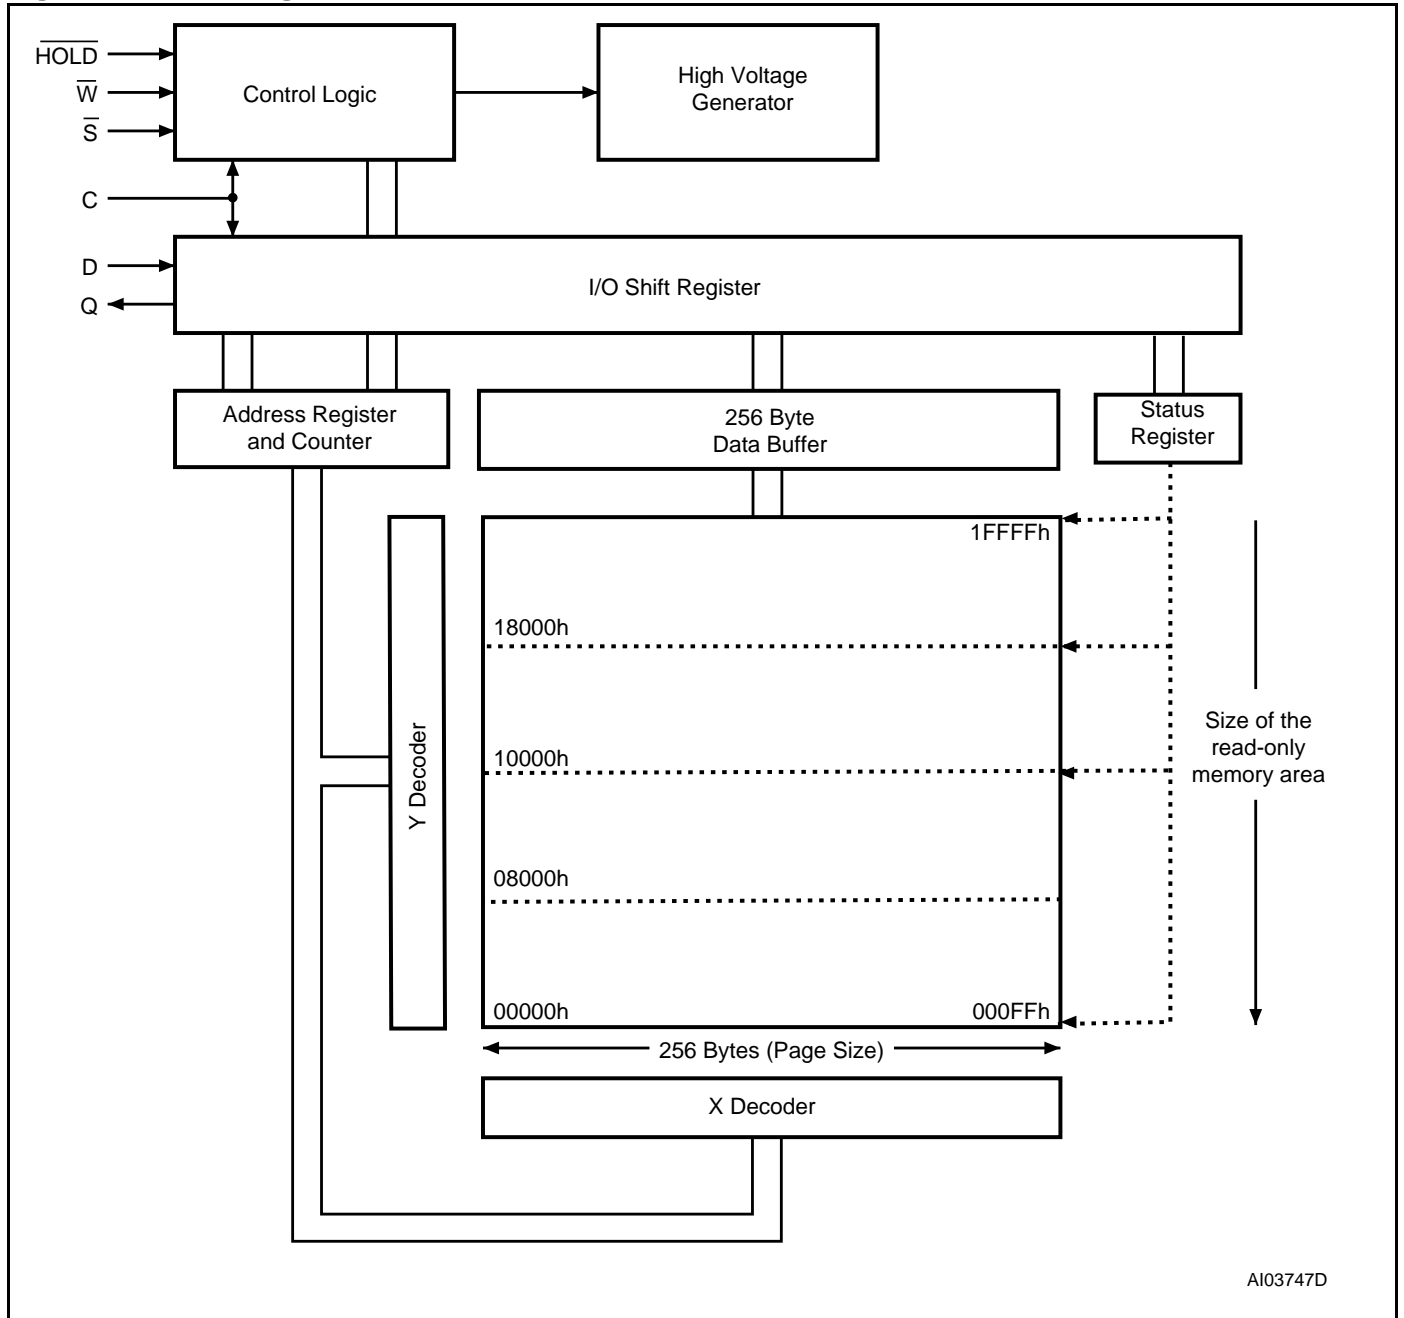 HOLD
W
S
C
D
Q
Control Logic
High Voltage
Generator
I/O Shift Register
Address Register
and Counter
256 Byte
Data Buffer
Status
Register
1FFFFh
18000h
10000h
08000h
00000h
000FFh
Y Decoder
Size of the
read-only
memory area
256 Bytes (Page Size)
X Decoder
AI03747D